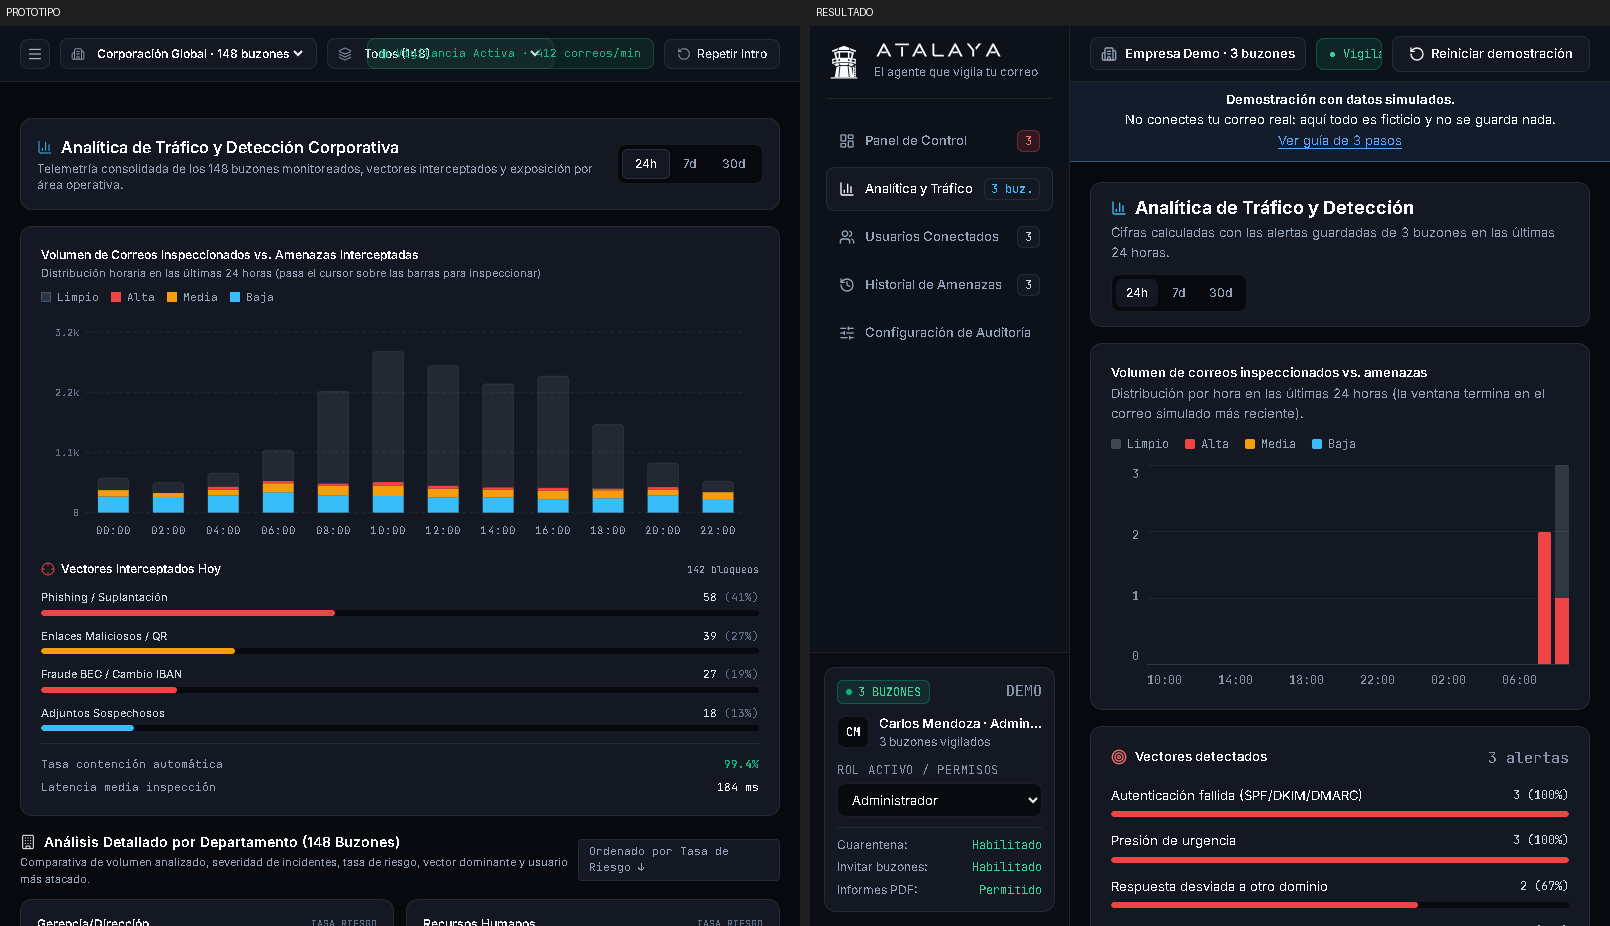 PROTOTIPO
Corporación Global · 148 buzones
Todos (148)
Vigilancia Activa · 412 correos/min
Repetir Intro
Analítica de Tráfico y Detección Corporativa
Telemetría consolidada de los 148 buzones monitoreados, vectores interceptados y exposición por
área operativa.
24h 7d 30d
Volumen de Correos Inspeccionados vs. Amenazas Interceptadas
Distribución horaria en las últimas 24 horas (pasa el cursor sobre las barras para inspeccionar)
Limpio Alta Media Baja
3.2k
2.2k
1.1k
0
00:00 02:00 04:00 06:00 08:00 10:00 12:00 14:00 16:00 18:00 20:00 22:00
Vectores Interceptados Hoy 142 bloqueos
Phishing / Suplantación 58 (41%)
Enlaces Maliciosos / QR 39 (27%)
Fraude BEC / Cambio IBAN 27 (19%)
Adjuntos Sospechosos 18 (13%)
Tasa contención automática 99.4%
Latencia media inspección 184 ms
Análisis Detallado por Departamento (148 Buzones)
Comparativa de volumen analizado, severidad de incidentes, tasa de riesgo, vector dominante y usuario
más atacado.
Ordenado por Tasa de
Riesgo ↓
Gerencia/Dirección TASA RIESGO
Recursos Humanos TASA RIESGO
RESULTADO
ATALAYA
El agente que vigila tu correo
Panel de Control 3
Analítica y Tráfico 3 buz.
Usuarios Conectados 3
Historial de Amenazas 3
Configuración de Auditoría
3 BUZONES DEMO
CM
Carlos Mendoza · Admin...
3 buzones vigilados
ROL ACTIVO / PERMISOS
Administrador
Cuarentena: Habilitado
Invitar buzones: Habilitado
Informes PDF: Permitido
Empresa Demo · 3 buzones
Vigila
Reiniciar demostración
Demostración con datos simulados.
No conectes tu correo real: aquí todo es ficticio y no se guarda nada.
Ver guía de 3 pasos
Analítica de Tráfico y Detección
Cifras calculadas con las alertas guardadas de 3 buzones en las últimas
24 horas.
24h 7d 30d
Volumen de correos inspeccionados vs. amenazas
Distribución por hora en las últimas 24 horas (la ventana termina en el
correo simulado más reciente).
Limpio Alta Media Baja
3
2
1
0
10:00 14:00 18:00 22:00 02:00 06:00
Vectores detectados 3 alertas
Autenticación fallida (SPF/DKIM/DMARC) 3 (100%)
Presión de urgencia 3 (100%)
Respuesta desviada a otro dominio 2 (67%)